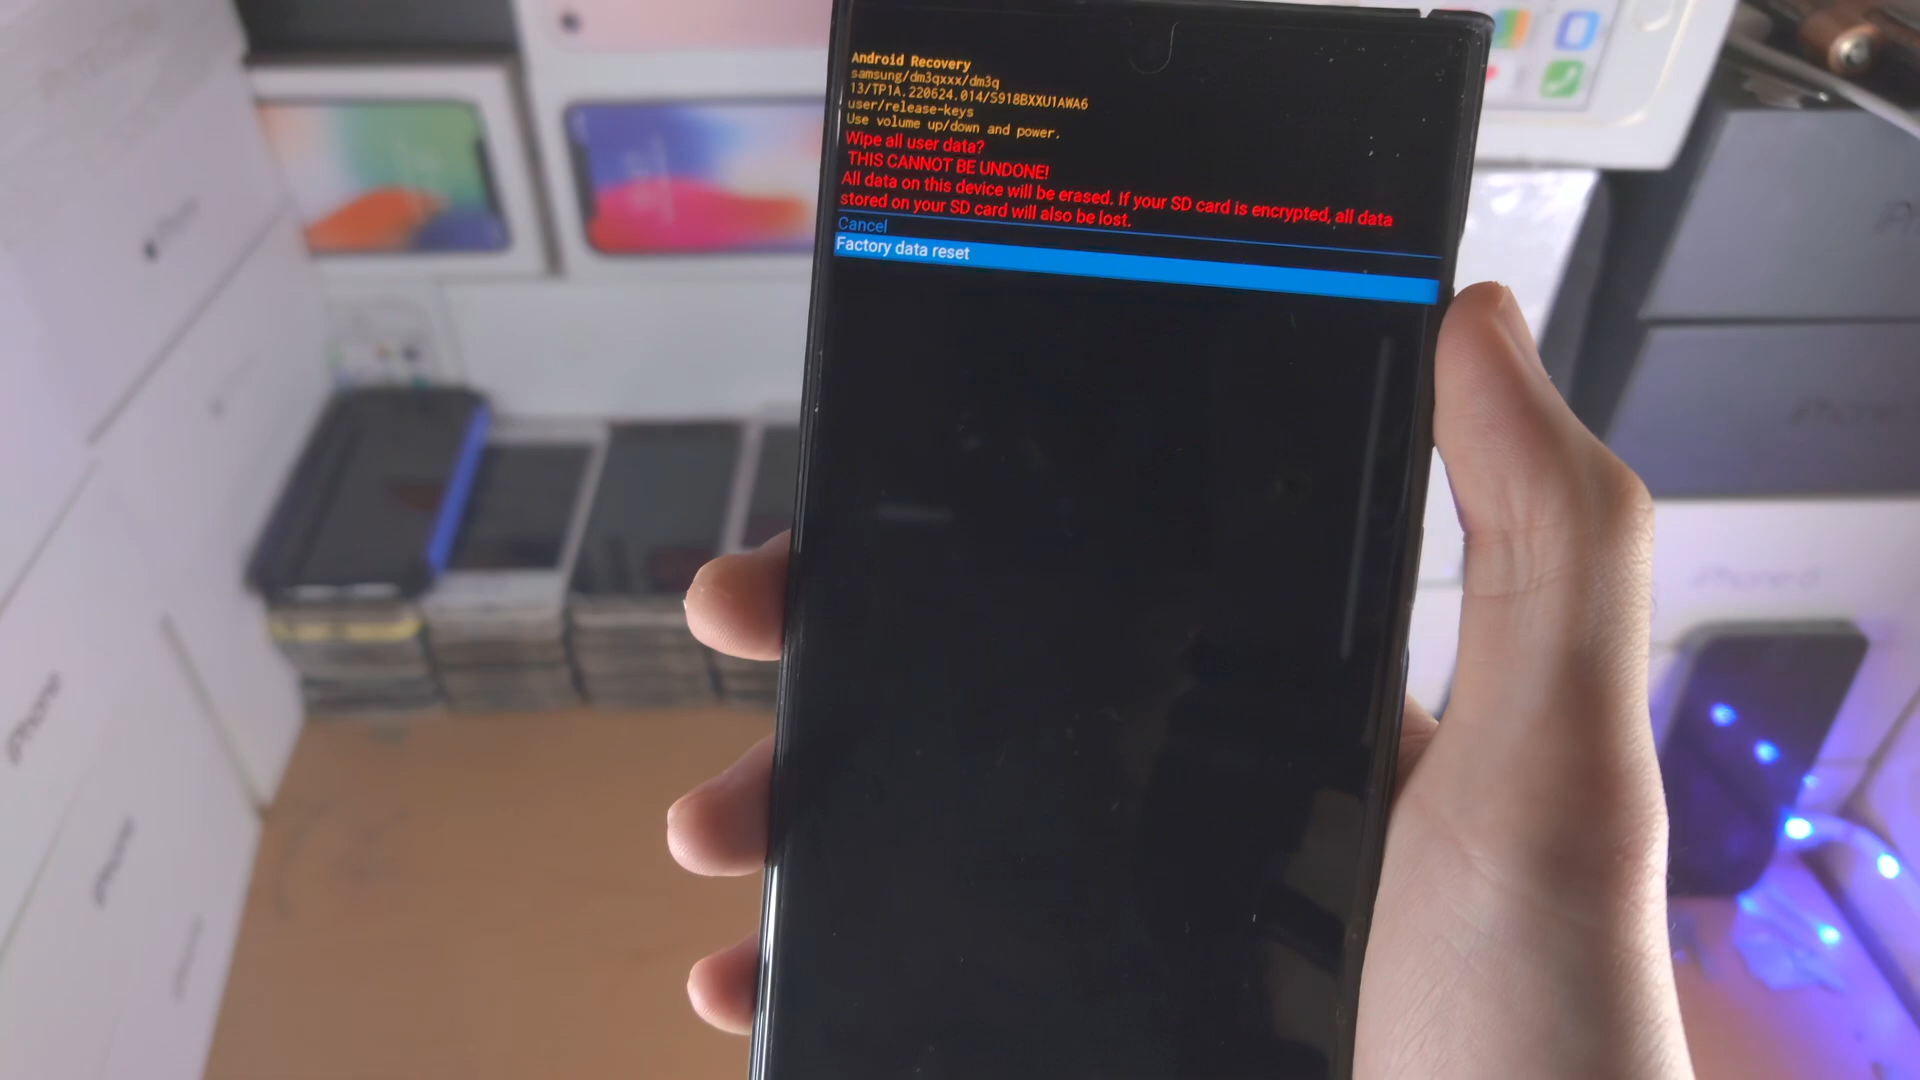 Android Recovery
samsung/dm3qxxx/dm3q
13/TP1A.220624.014/S918BXXU1AWA6
user/release-keys
Use volume up/down and power.
Wipe all user data?
THIS CANNOT BE UNDONE!
All data on this device will be erased. If your SD card is encrypted, all data
stored on your SD card will also be lost.
Cancel
Factory data reset
iPhone
iPhone